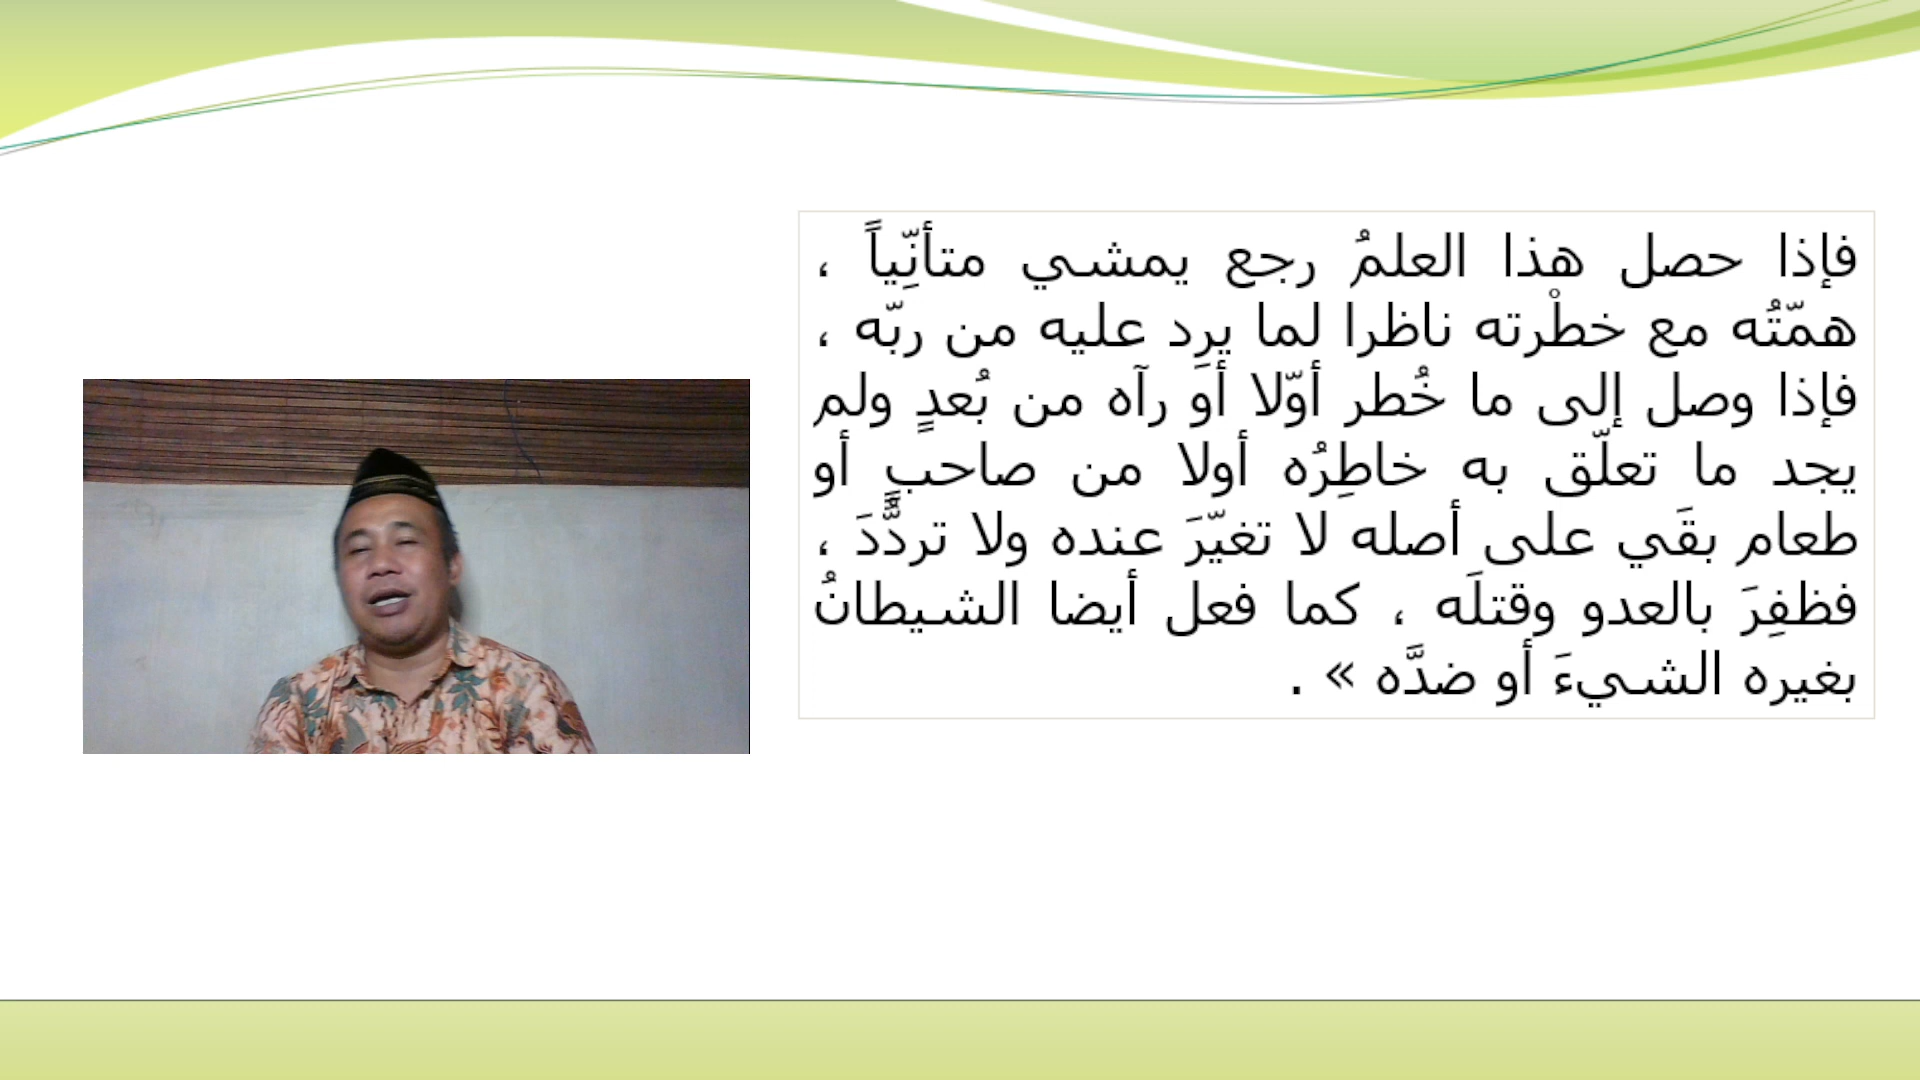 فإذا حصل هذا العلمُ رجع يمشي متأنِّياً ،
همّتُه مع خطْرته ناظرا لما يرِد عليه من ربّه ،
فإذا وصل إلى ما خُطر أوّلا أو رآه من بُعدٍ ولم
يجد ما تعلّق به خاطِرُه أولا من صاحبٍ أو
طعام بقَي على أصله لا تغيّرَ عنده ولا تردُّدَ ،
فظفِرَ بالعدو وقتلَه ، كما فعل أيضا الشيطانُ
بغيره الشيءَ أو ضدَّه » .